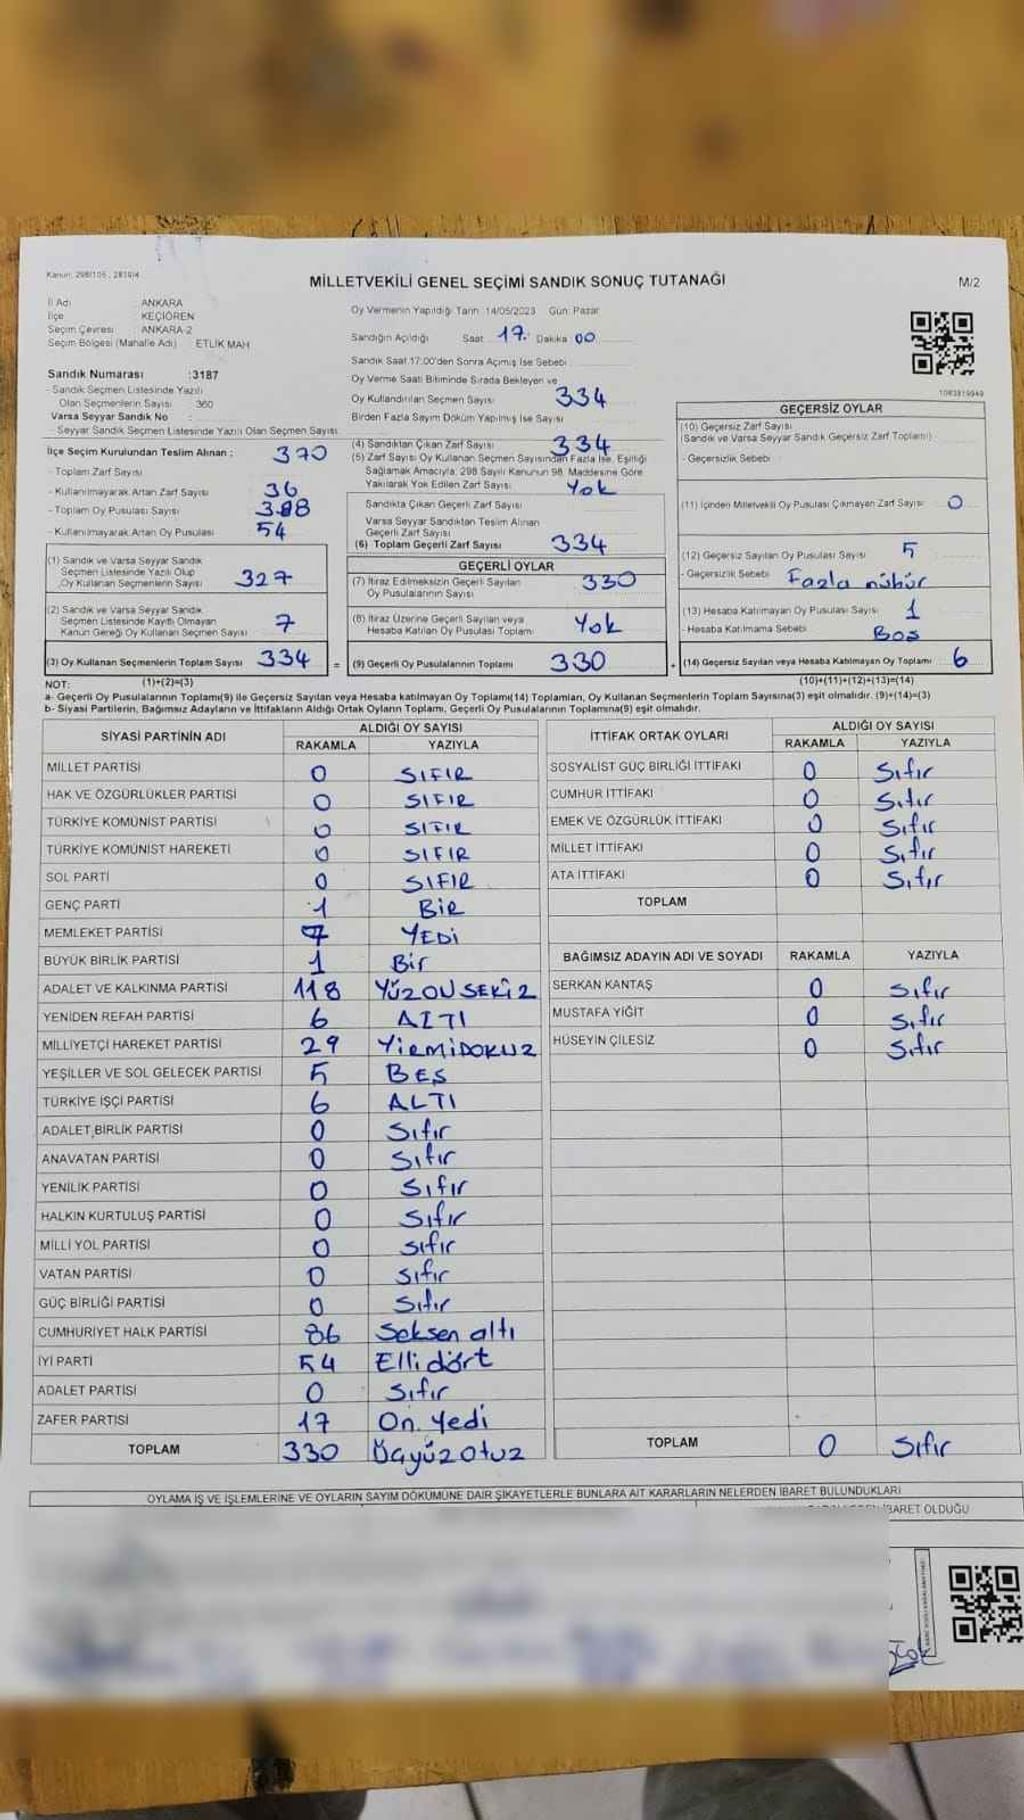 Kanun: 298/105, 2839/4
MİLLETVEKİLİ GENEL SEÇİMİ SANDIK SONUÇ TUTANAĞI
M/2
İl Adı : ANKARA
İlçe : KEÇİÖREN
Seçim Çevresi : ANKARA-2
Seçim Bölgesi (Mahalle Adı) ETLİK MAH
Sandık Numarası :3187
- Sandık Seçmen Listesinde Yazılı
Olan Seçmenlerin Sayısı 360
Varsa Seyyar Sandık No :
- Seyyar Sandık Seçmen Listesinde Yazılı Olan Seçmen Sayısı:
İlçe Seçim Kurulundan Teslim Alınan : 370
- Toplam Zarf Sayısı
- Kullanılmayarak Artan Zarf Sayısı 36
- Toplam Oy Pusulası Sayısı 388
- Kullanılmayarak Artan Oy Pusulası 54
(1) Sandık ve Varsa Seyyar Sandık
Seçmen Listesinde Yazılı Olup
Oy Kullanan Seçmenlerin Sayısı 327
(2) Sandık ve Varsa Seyyar Sandık
Seçmen Listesinde Kayıtlı Olmayan
Kanun Gereği Oy Kullanan Seçmen Sayısı 7
(3) Oy Kullanan Seçmenlerin Toplam Sayısı 334 =
(1)+(2)=(3)
Oy Vermenin Yapıldığı Tarih: 14/05/2023 Gün: Pazar
Sandığın Açıldığı Saat 17. Dakika 00
Sandık Saat 17:00'den Sonra Açılmış İse Sebebi
Oy Verme Saati Bitiminde Sırada Bekleyen ve
Oy Kullandırılan Seçmen Sayısı 334
Birden Fazla Sayım Döküm Yapılmış İse Sayısı
(4) Sandıktan Çıkan Zarf Sayısı 334
(5) Zarf Sayısı Oy Kullanan Seçmen Sayısından Fazla İse, Eşitliği
Sağlamak Amacıyla; 298 Sayılı Kanunun 98. Maddesine Göre
Yakılarak Yok Edilen Zarf Sayısı Yok
Sandıkta Çıkan Geçerli Zarf Sayısı
Varsa Seyyar Sandıktan Teslim Alınan
Geçerli Zarf Sayısı
(6) Toplam Geçerli Zarf Sayısı 334
GEÇERLİ OYLAR
(7) İtiraz Edilmeksizin Geçerli Sayılan 330
Oy Pusulalarının Sayısı
(8) İtiraz Üzerine Geçerli Sayılan veya
Hesaba Katılan Oy Pusulası Toplamı Yok
(9) Geçerli Oy Pusulalarının Toplamı 330 +
1083819949
GEÇERSİZ OYLAR
(10) Geçersiz Zarf Sayısı
(Sandık ve Varsa Seyyar Sandık Geçersiz Zarf Toplamı)
- Geçersizlik Sebebi
(11) İçinden Milletvekili Oy Pusulası Çıkmayan Zarf Sayısı 0
(12) Geçersiz Sayılan Oy Pusulası Sayısı 5
- Geçersizlik Sebebi Fazla mühür
(13) Hesaba Katılmayan Oy Pusulası Sayısı 1
- Hesaba Katılmama Sebebi Boş
(14) Geçersiz Sayılan veya Hesaba Katılmayan Oy Toplamı 6
(10)+(11)+(12)+(13)=(14)
NOT:
a- Geçerli Oy Pusulalarının Toplamı(9) ile Geçersiz Sayılan veya Hesaba katılmayan Oy Toplamı(14) Toplamları, Oy Kullanan Seçmenlerin Toplam Sayısına(3) eşit olmalıdır. (9)+(14)=(3)
b- Siyasi Partilerin, Bağımsız Adayların ve İttifakların Aldığı Ortak Oyların Toplamı, Geçerli Oy Pusulalarının Toplamına(9) eşit olmalıdır.
SİYASİ PARTİNİN ADI
ALDIĞI OY SAYISI
RAKAMLA YAZIYLA
MİLLET PARTİSİ 0 SIFIR
HAK VE ÖZGÜRLÜKLER PARTİSİ 0 SIFIR
TÜRKİYE KOMÜNİST PARTİSİ 0 SIFIR
TÜRKİYE KOMÜNİST HAREKETİ 0 SIFIR
SOL PARTİ 0 SIFIR
GENÇ PARTİ 1 Bir
MEMLEKET PARTİSİ 7 YEDİ
BÜYÜK BİRLİK PARTİSİ 1 Bir
ADALET VE KALKINMA PARTİSİ 118 YÜZONSEKİZ
YENİDEN REFAH PARTİSİ 6 ALTI
MİLLİYETÇİ HAREKET PARTİSİ 29 YirmiDOKUZ
YEŞİLLER VE SOL GELECEK PARTİSİ 5 BEŞ
TÜRKİYE İŞÇİ PARTİSİ 6 ALTI
ADALET BİRLİK PARTİSİ 0 Sıfır
ANAVATAN PARTİSİ 0 Sıfır
YENİLİK PARTİSİ 0 Sıfır
HALKIN KURTULUŞ PARTİSİ 0 Sıfır
MİLLİ YOL PARTİSİ 0 sıfır
VATAN PARTİSİ 0 Sıfır
GÜÇ BİRLİĞİ PARTİSİ 0 Sıfır
CUMHURİYET HALK PARTİSİ 86 Seksen altı
İYİ PARTİ 54 Elli dört
ADALET PARTİSİ 0 Sıfır
ZAFER PARTİSİ 17 On. Yedi
TOPLAM 330 Üçyüzotuz
İTTİFAK ORTAK OYLARI
ALDIĞI OY SAYISI
RAKAMLA YAZIYLA
SOSYALİST GÜÇ BİRLİĞİ İTTİFAKI 0 Sıfır
CUMHUR İTTİFAKI 0 Sıfır
EMEK VE ÖZGÜRLÜK İTTİFAKI 0 Sıfır
MİLLET İTTİFAKI 0 Sıfır
ATA İTTİFAKI 0 Sıfır
TOPLAM
BAĞIMSIZ ADAYIN ADI VE SOYADI RAKAMLA YAZIYLA
SERKAN KANTAŞ 0 Sıfır
MUSTAFA YİĞİT 0 Sıfır
HÜSEYİN ÇİLESİZ 0 Sıfır
TOPLAM 0 Sıfır
OYLAMA İŞ VE İŞLEMLERİNE VE OYLARIN SAYIM DÖKÜMÜNE DAİR ŞİKAYETLERLE BUNLARA AİT KARARLARIN NELERDEN İBARET BULUNDUKLARI
İBARET OLDUĞU